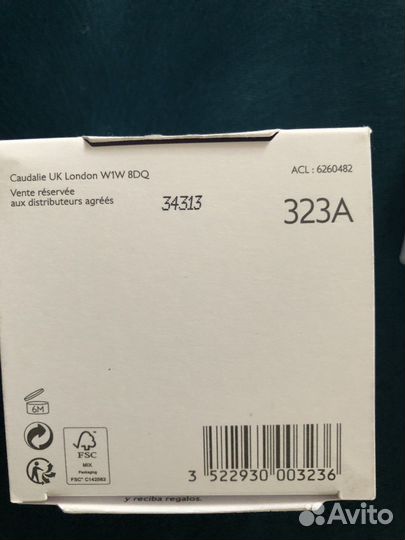 Caudalie UK London W1W 8DQ
ACL : 6260482
Vente réservée
aux distributeurs agréés
34313
323A
6M
FSC
MIX
Packaging
FSC® C142063
3 522930 003236
y reciba regalos.
Avito